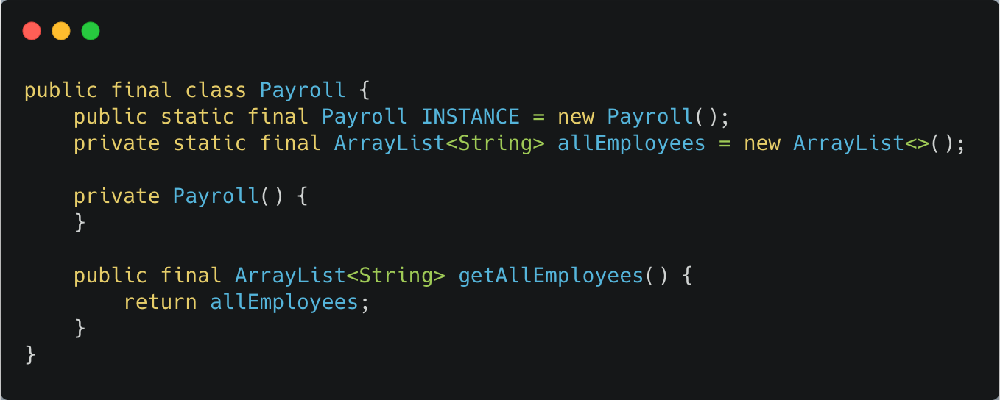 public final class Payroll {
    public static final Payroll INSTANCE = new Payroll();
    private static final ArrayList<String> allEmployees = new ArrayList<>();

    private Payroll() {
    }

    public final ArrayList<String> getAllEmployees() {
        return allEmployees;
    }
}